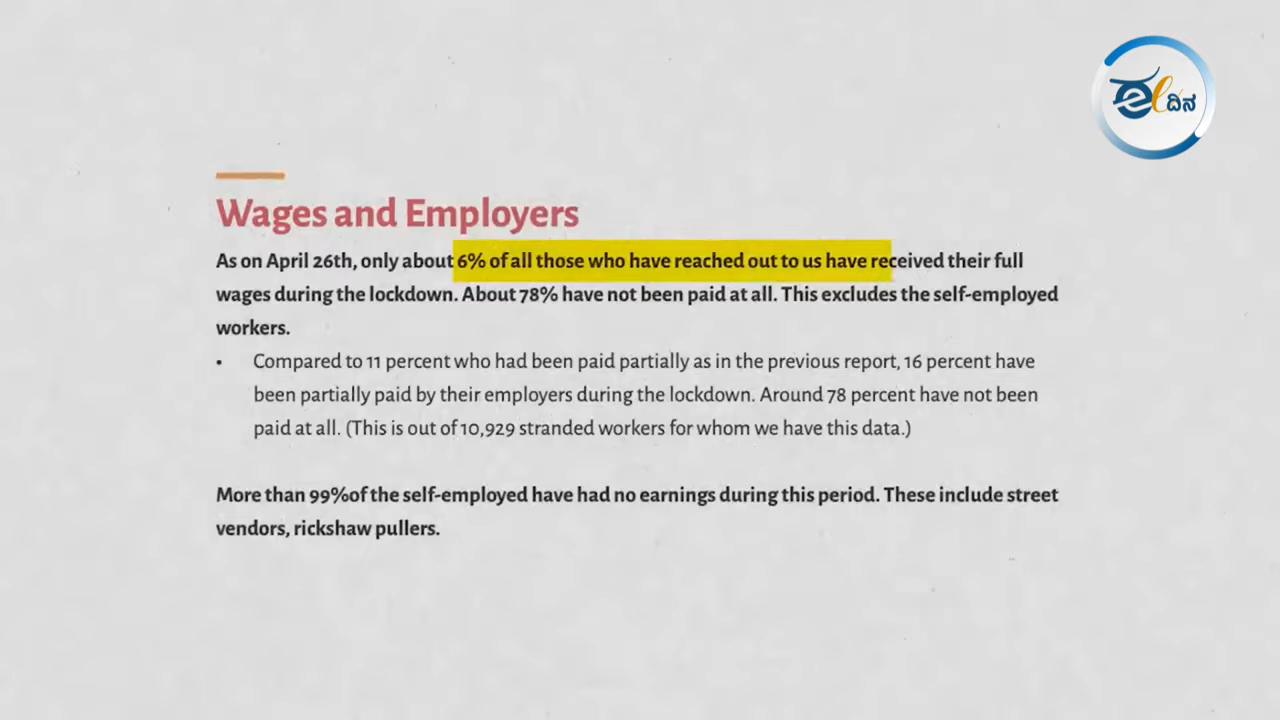 ಈ ದಿನ
Wages and Employers
As on April 26th, only about 6% of all those who have reached out to us have received their full
wages during the lockdown. About 78% have not been paid at all. This excludes the self-employed
workers.
• Compared to 11 percent who had been paid partially as in the previous report, 16 percent have
been partially paid by their employers during the lockdown. Around 78 percent have not been
paid at all. (This is out of 10,929 stranded workers for whom we have this data.)
More than 99%of the self-employed have had no earnings during this period. These include street
vendors, rickshaw pullers.